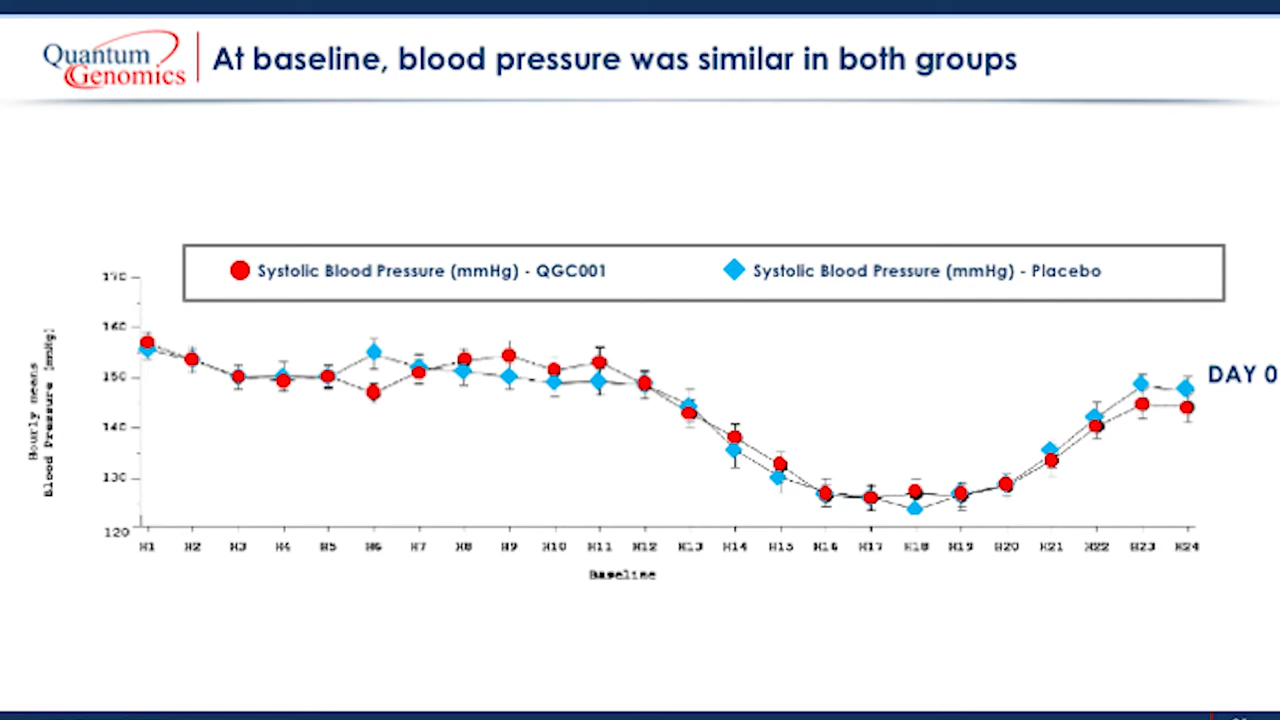 Quantum
Genomics
At baseline, blood pressure was similar in both groups
Systolic Blood Pressure (mmHg) - QGC001
Systolic Blood Pressure (mmHg) - Placebo
170
160
150
140
130
120
Hourly means
Blood Pressure (mmHg)
DAY 0
H1 H2 H3 H4 H5 H6 H7 H8 H9 H10 H11 H12 H13 H14 H15 H16 H17 H18 H19 H20 H21 H22 H23 H24
Baseline